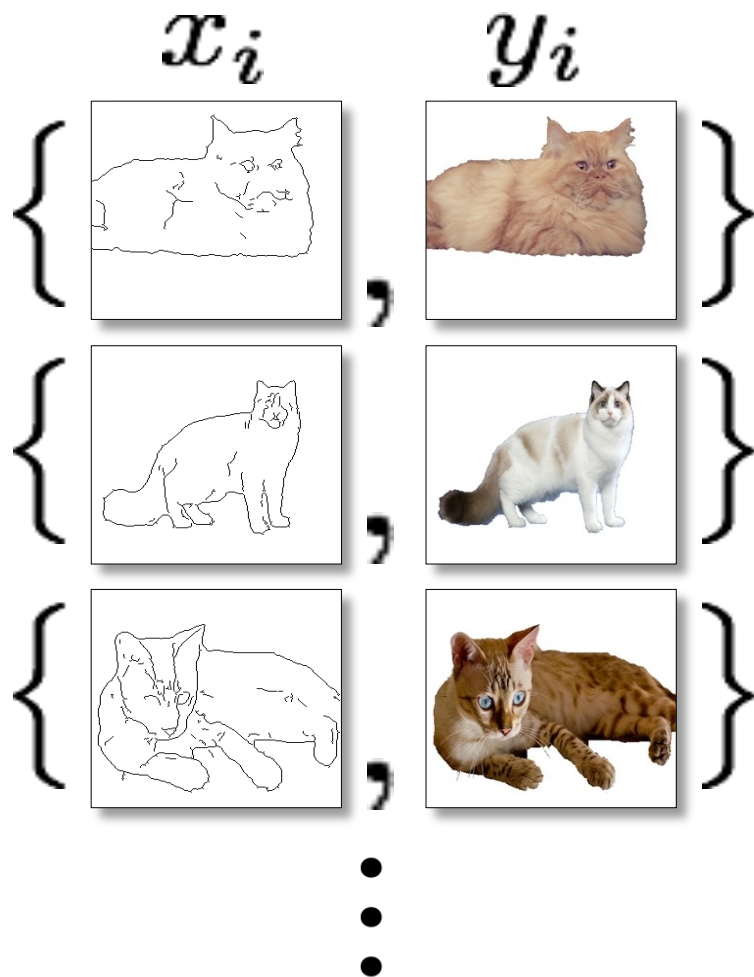 x_i y_i
{ , }
{ , }
{ , }
⋮